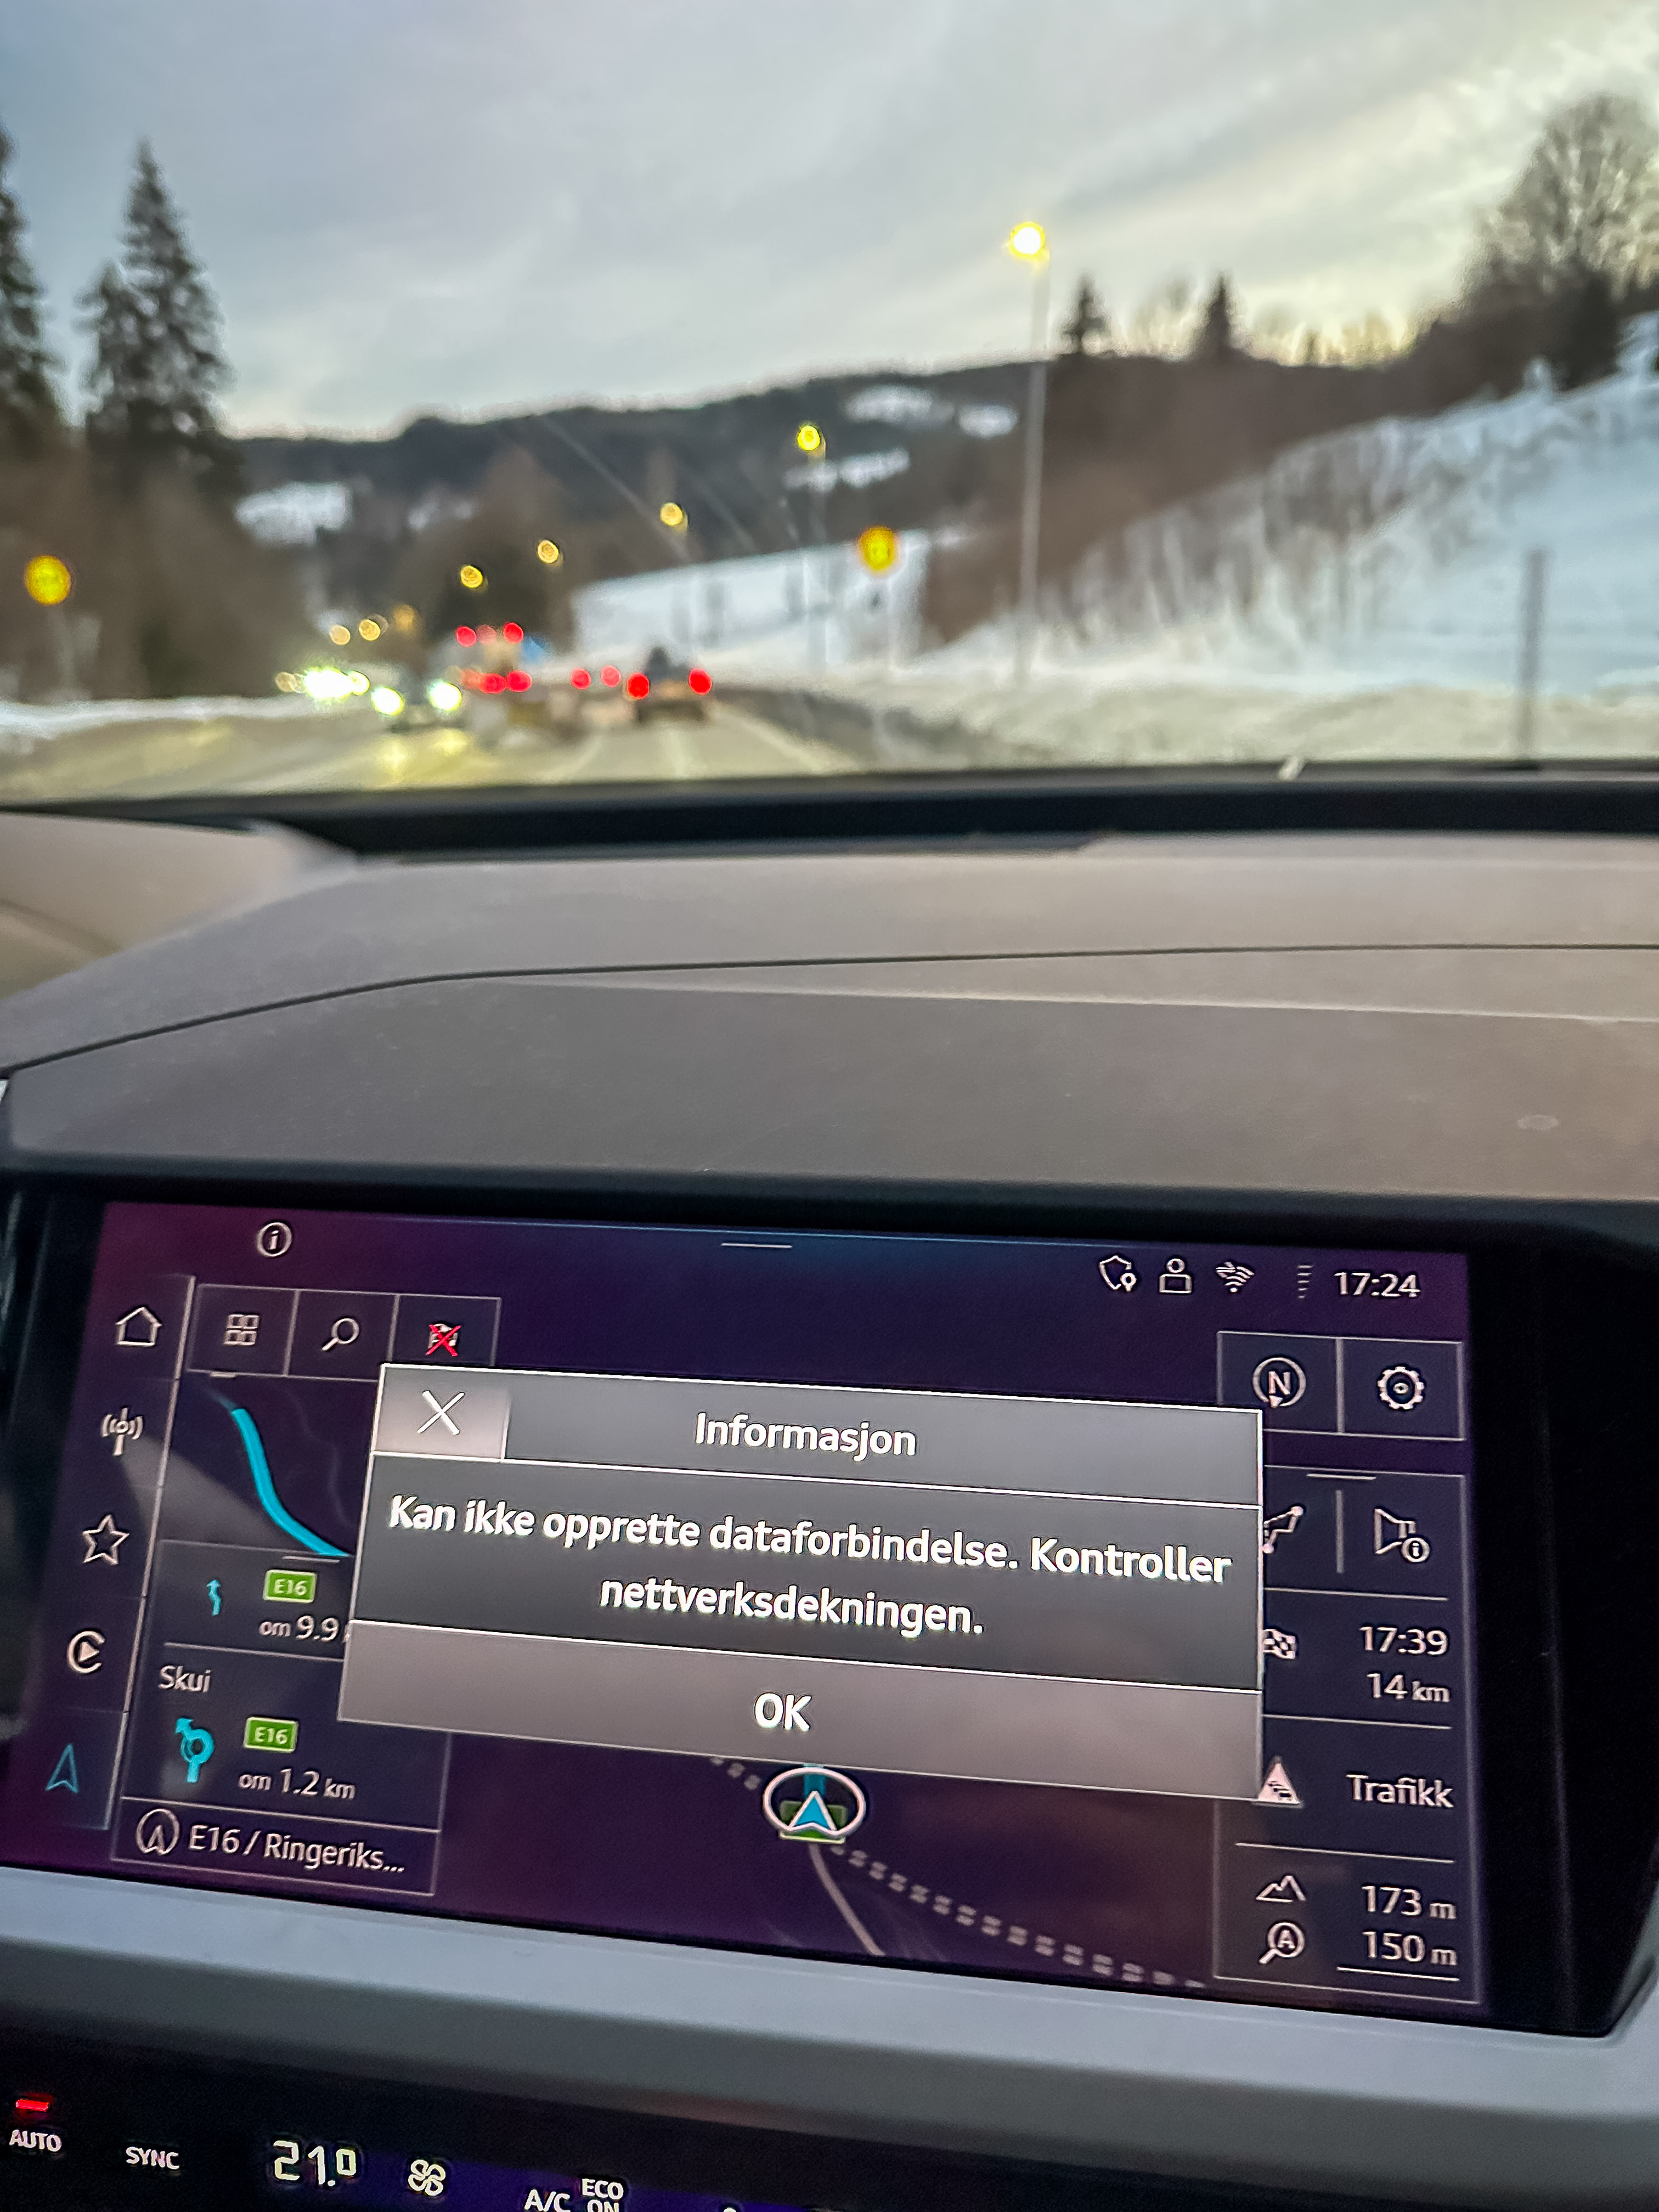 17:24
N
Informasjon
Kan ikke opprette dataforbindelse. Kontroller
nettverksdekningen.
OK
E16
om 9.9
Skui
E16
om 1.2 km
E16 / Ringeriks...
17:39
14 km
Trafikk
173 m
A
150 m
AUTO
SYNC
21.0
A/C
ECO
ON